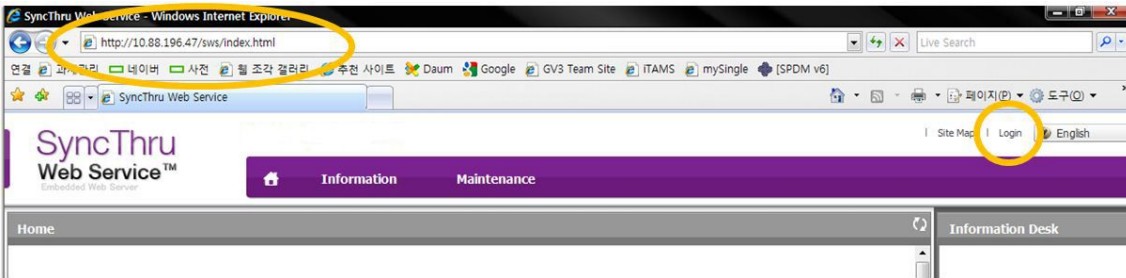 SyncThru Web Service - Windows Internet Explorer
http://10.88.196.47/sws/index.html
Live Search
연결 과제관리 네이버 사전 웹 조각 갤러리 추천 사이트 Daum Google GV3 Team Site iTAMS mySingle [SPDM v6]
SyncThru Web Service
페이지(P) 도구(O)
SyncThru
Web Service™
Embedded Web Server
Site Map | Login English
Information Maintenance
Home
Information Desk